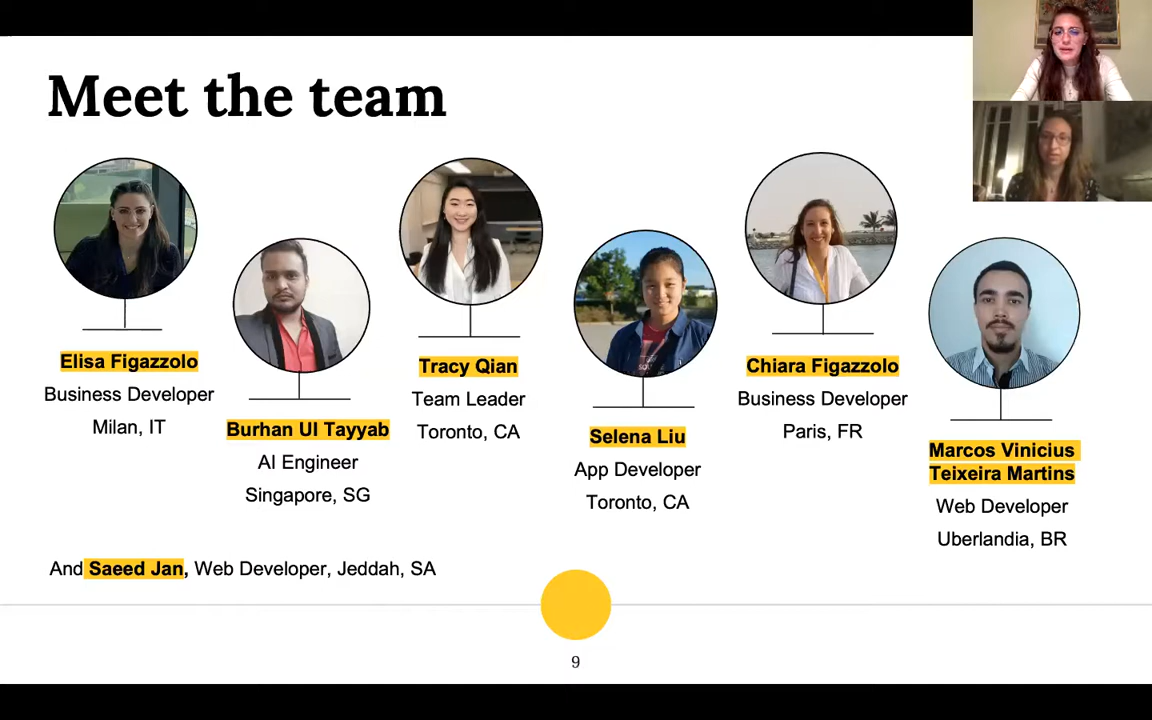 Meet the team
Elisa Figazzolo
Business Developer
Milan, IT
Burhan Ul Tayyab
AI Engineer
Singapore, SG
Tracy Qian
Team Leader
Toronto, CA
Selena Liu
App Developer
Toronto, CA
Chiara Figazzolo
Business Developer
Paris, FR
Marcos Vinicius
Teixeira Martins
Web Developer
Uberlandia, BR
And Saeed Jan, Web Developer, Jeddah, SA
9